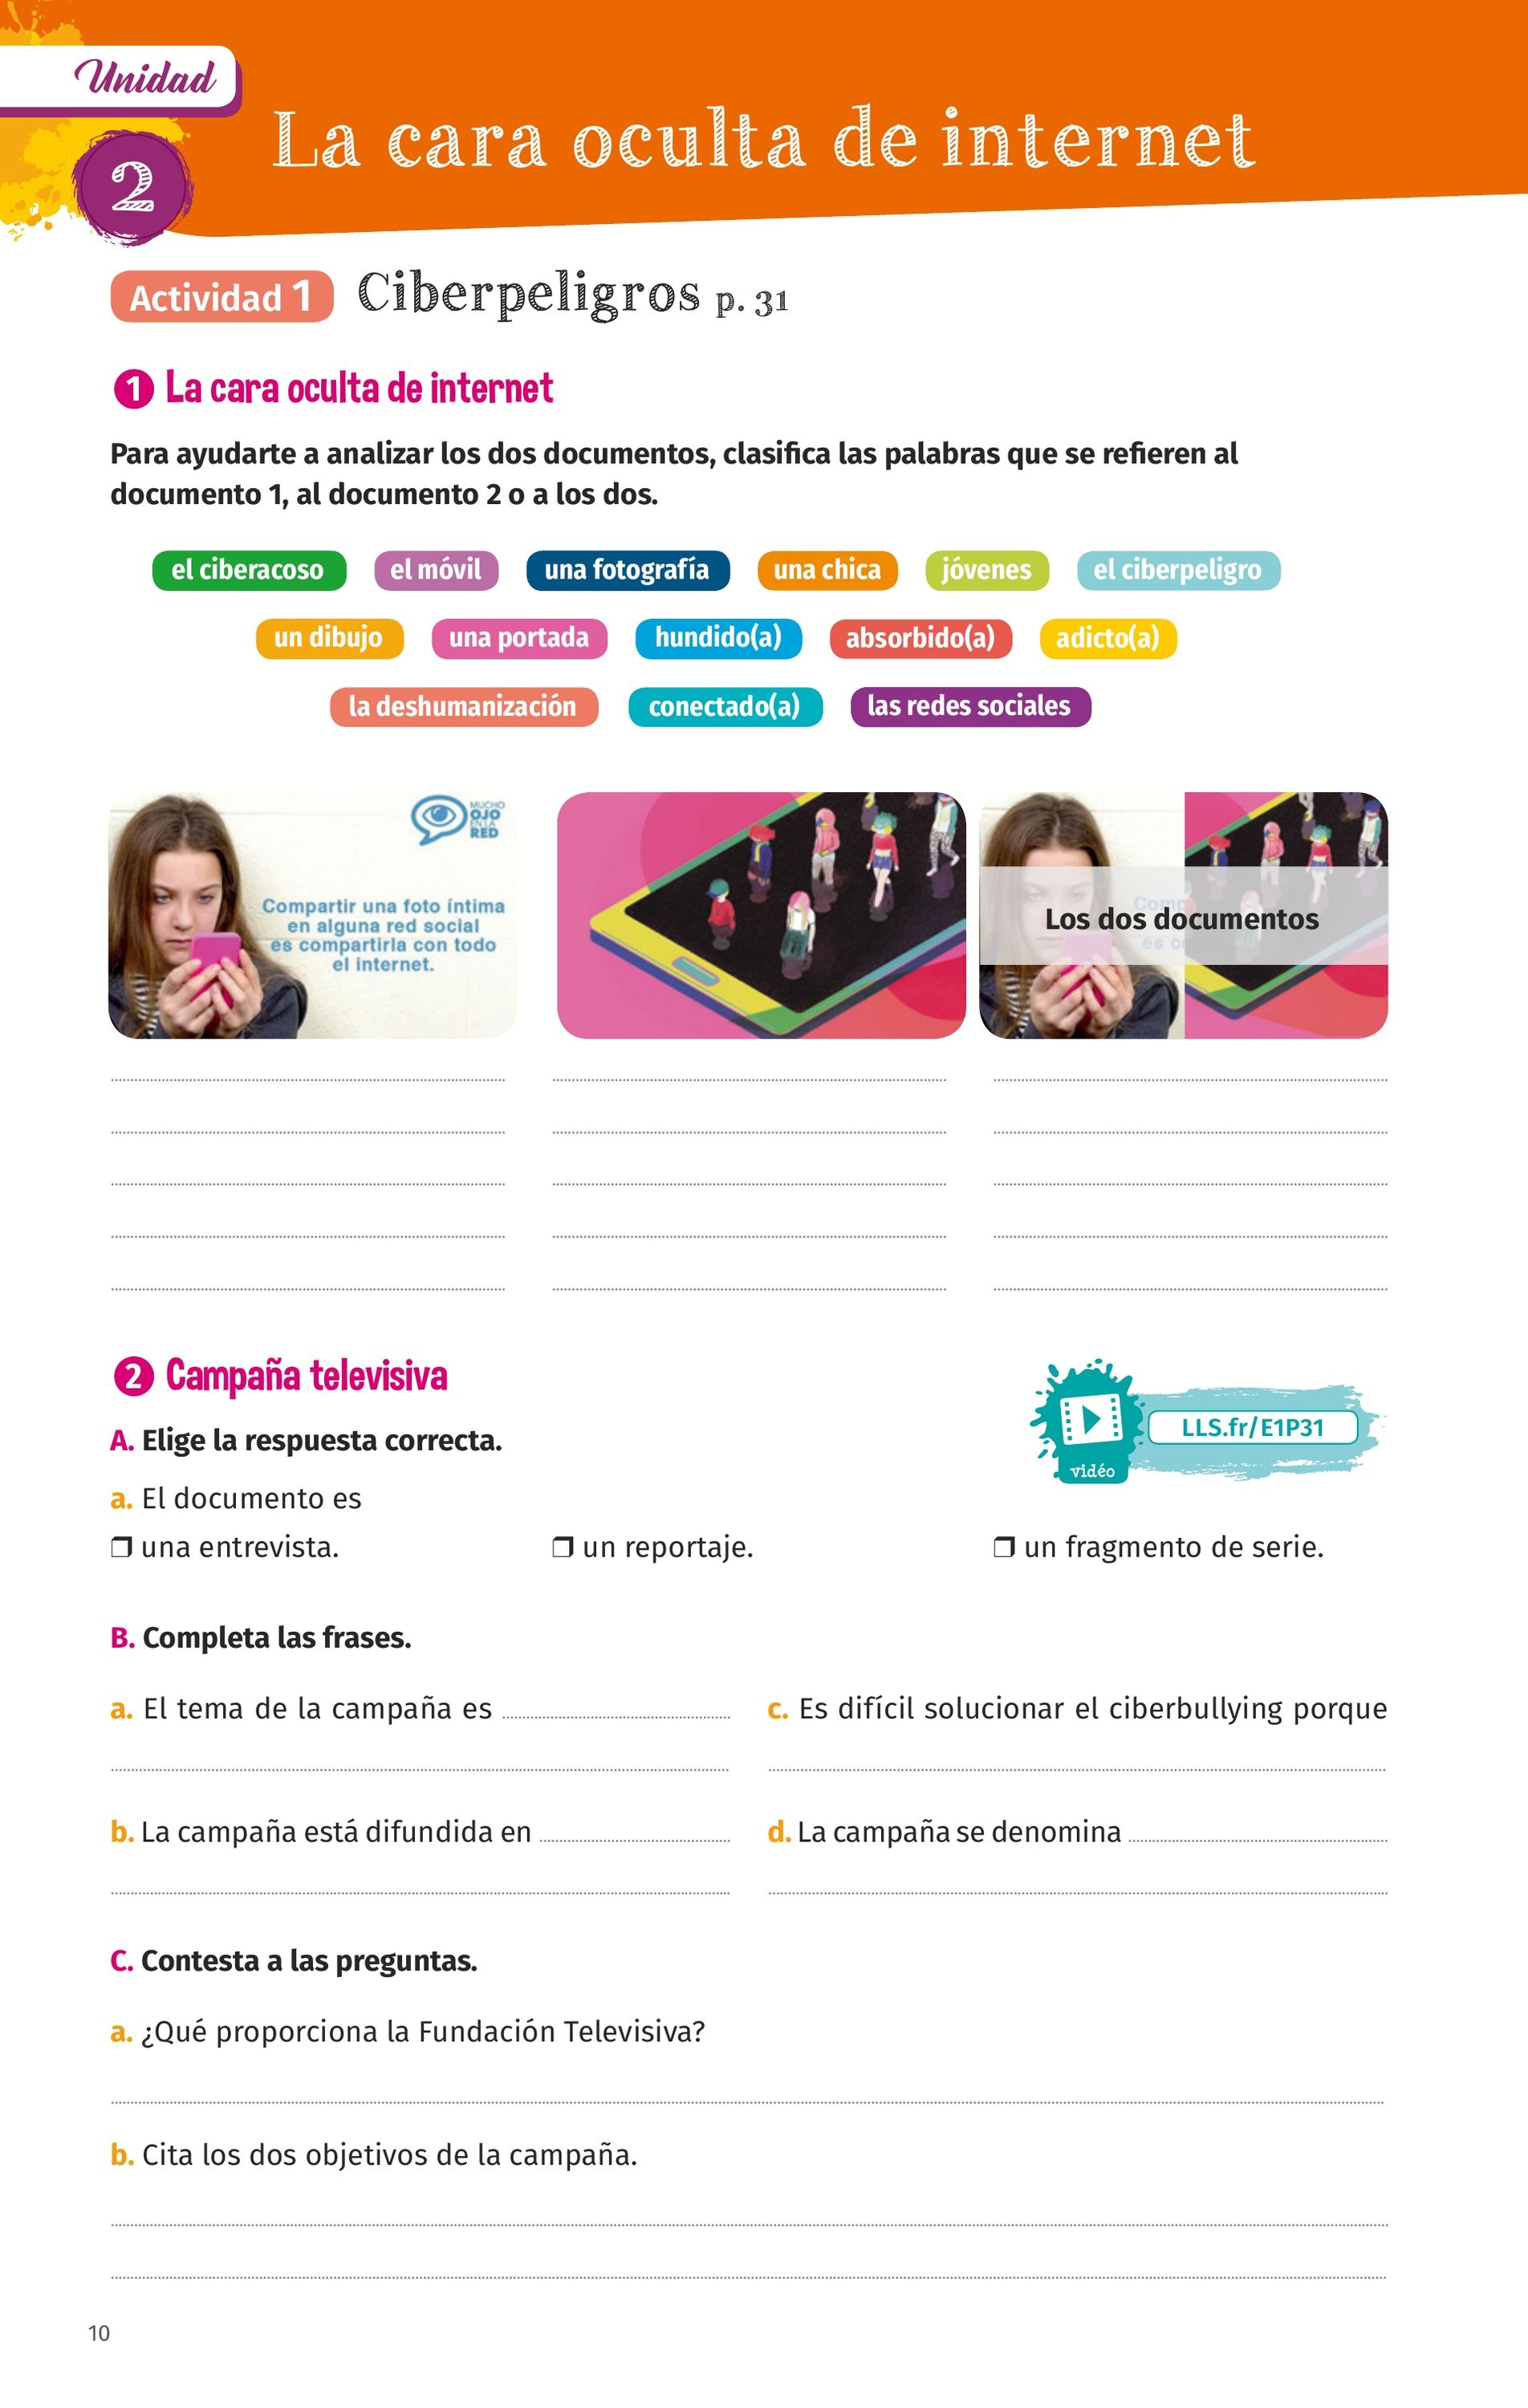 Unidad
2
La cara oculta de internet
Actividad 1 Ciberpeligros p. 31
1 La cara oculta de internet
Para ayudarte a analizar los dos documentos, clasifica las palabras que se refieren al
documento 1, al documento 2 o a los dos.
el ciberacoso el móvil una fotografía una chica jóvenes el ciberpeligro
un dibujo una portada hundido(a) absorbido(a) adicto(a)
la deshumanización conectado(a) las redes sociales
MUCHO
OJO
EN LA
RED
Compartir una foto íntima
en alguna red social
es compartirla con todo
el internet.
Comp
es c
Los dos documentos
2 Campaña televisiva
vidéo
LLS.fr/E1P31
A. Elige la respuesta correcta.
a. El documento es
❒ una entrevista. ❒ un reportaje. ❒ un fragmento de serie.
B. Completa las frases.
a. El tema de la campaña es
b. La campaña está difundida en
c. Es difícil solucionar el ciberbullying porque
d. La campaña se denomina
C. Contesta a las preguntas.
a. ¿Qué proporciona la Fundación Televisiva?
b. Cita los dos objetivos de la campaña.
10